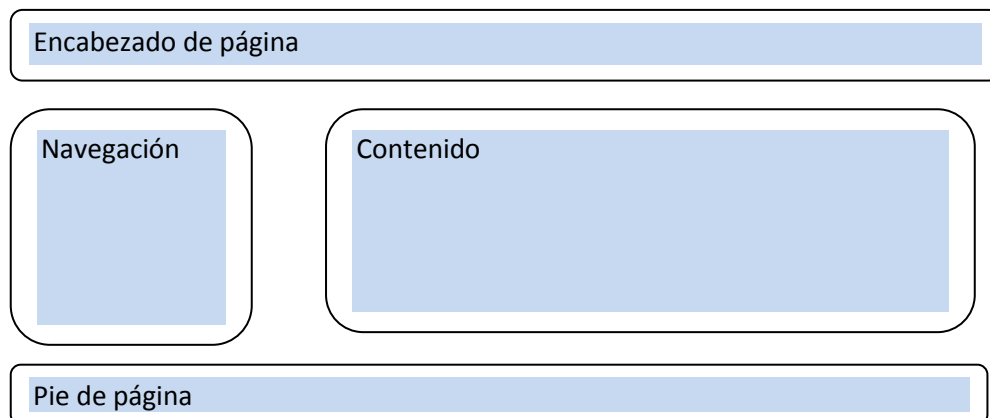 Encabezado de página
Navegación
Contenido
Pie de página